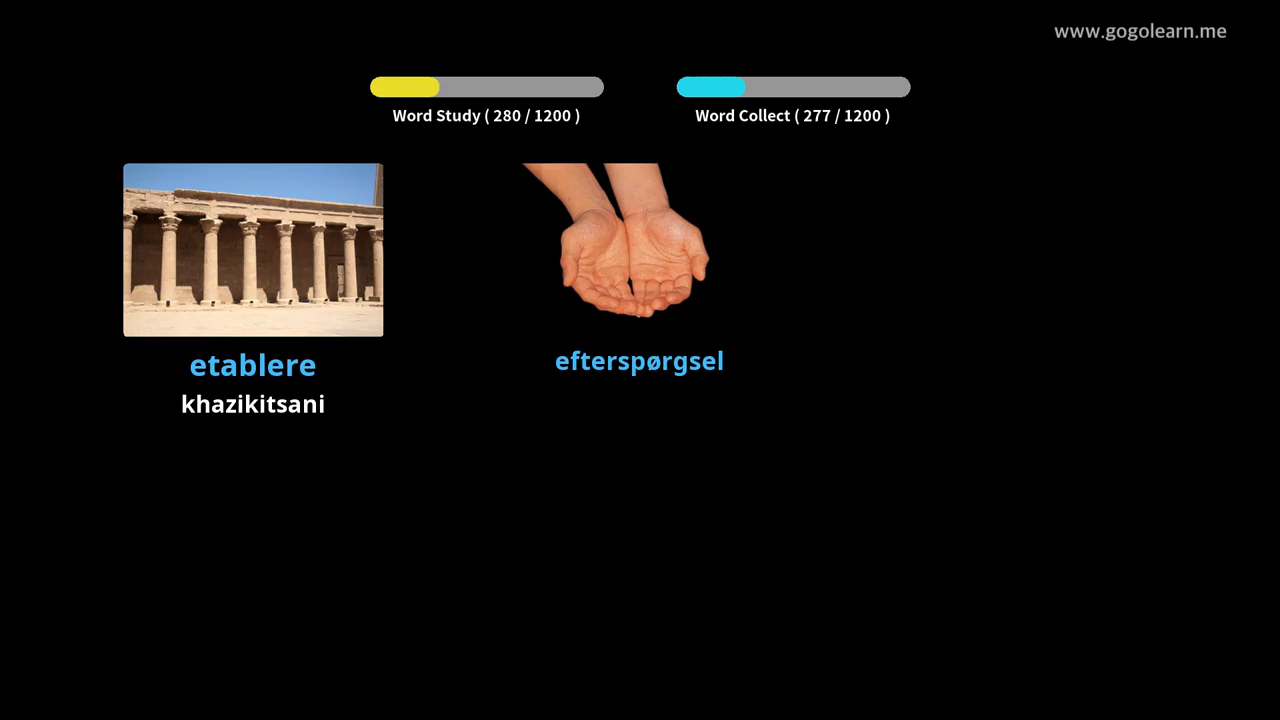 www.gogolearn.me
Word Study ( 280 / 1200 )
Word Collect ( 277 / 1200 )
etablere
khazikitsani
efterspørgsel